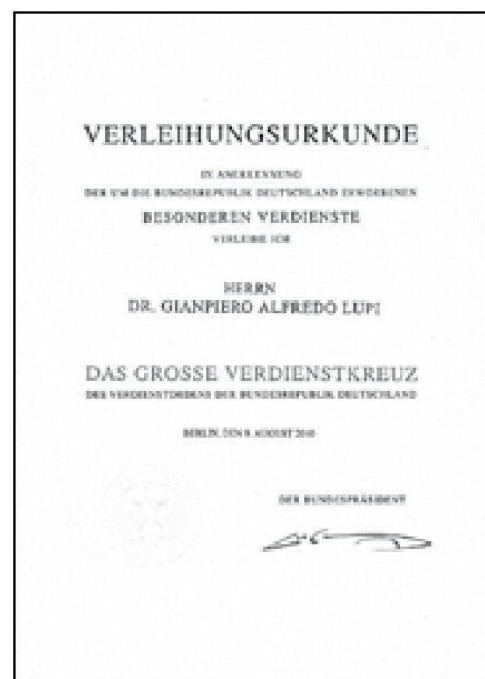 VERLEIHUNGSURKUNDE
IN ANERKENNUNG
DER UM DIE BUNDESREPUBLIK DEUTSCHLAND ERWORBENEN
BESONDEREN VERDIENSTE
VERLEIHE ICH
HERRN
DR. GIANPIERO ALFREDO LUPI
DAS GROSSE VERDIENSTKREUZ
DES VERDIENSTORDENS DER BUNDESREPUBLIK DEUTSCHLAND
BERLIN, DEN 9. AUGUST 2010
DER BUNDESPRÄSIDENT